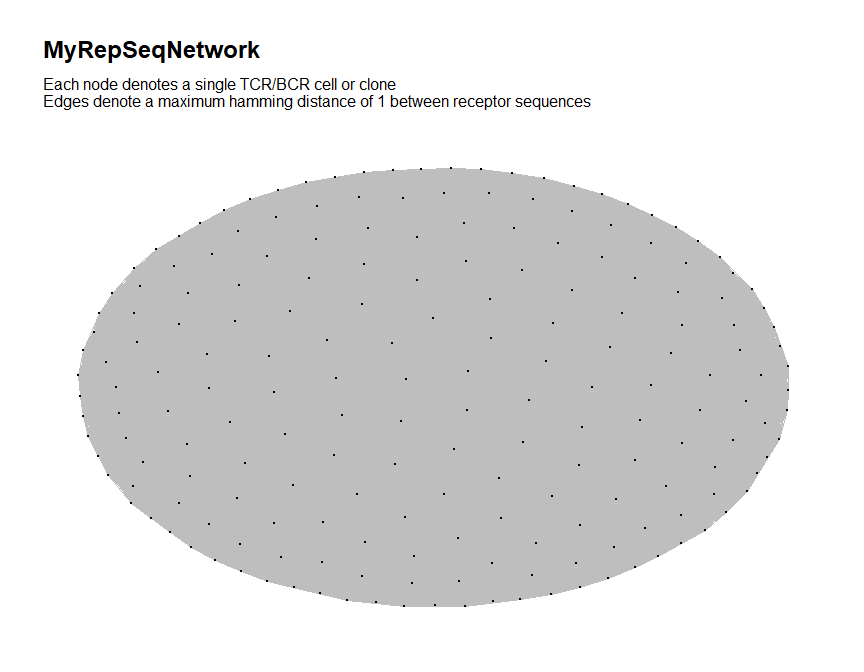 MyRepSeqNetwork
Each node denotes a single TCR/BCR cell or clone
Edges denote a maximum hamming distance of 1 between receptor sequences